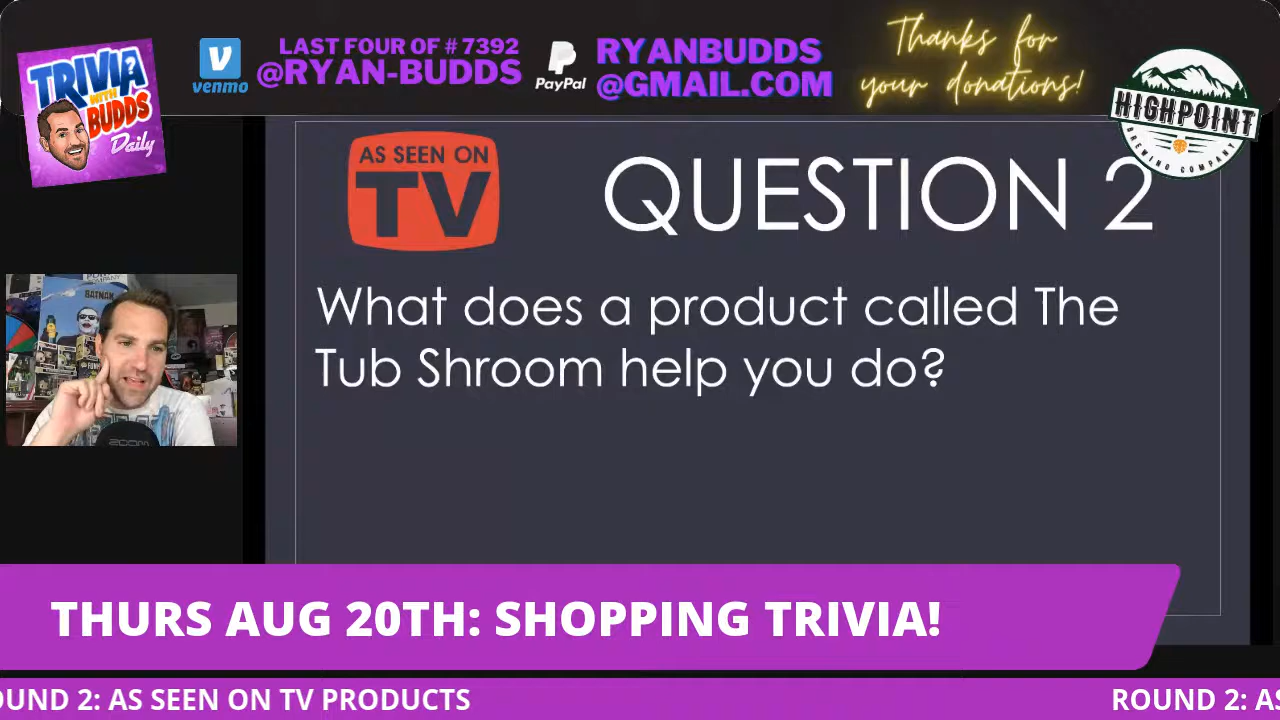 TRIVIA
WITH
BUDDS
Daily
venmo
LAST FOUR OF # 7392
@RYAN-BUDDS
PayPal
RYANBUDDS
@GMAIL.COM
Thanks for
your donations!
HIGHPOINT
BREWING COMPANY
AS SEEN ON
TV
QUESTION 2
What does a product called The
Tub Shroom help you do?
BATMAN
ZOOM
THURS AUG 20TH: SHOPPING TRIVIA!
OUND 2: AS SEEN ON TV PRODUCTS
ROUND 2: AS